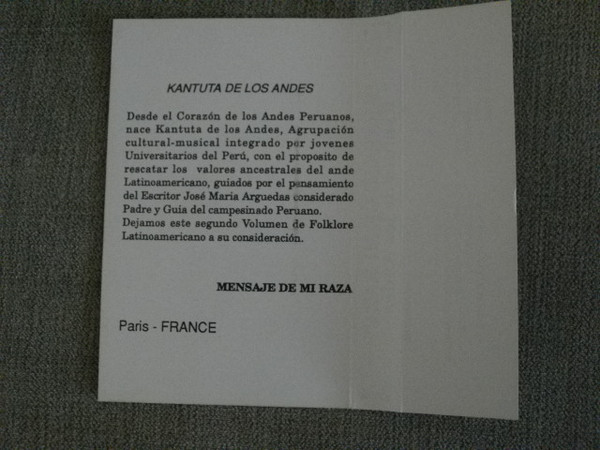 KANTUTA DE LOS ANDES
Desde el Corazón de los Andes Peruanos,
nace Kantuta de los Andes, Agrupación
cultural-musical integrado por jovenes
Universitarios del Perú, con el proposito de
rescatar los valores ancestrales del ande
Latinoamericano, guiados por el pensamiento
del Escritor José María Arguedas considerado
Padre y Guía del campesinado Peruano.
Dejamos este segundo Volumen de Folklore
Latinoamericano a su consideración.
MENSAJE DE MI RAZA
Paris - FRANCE